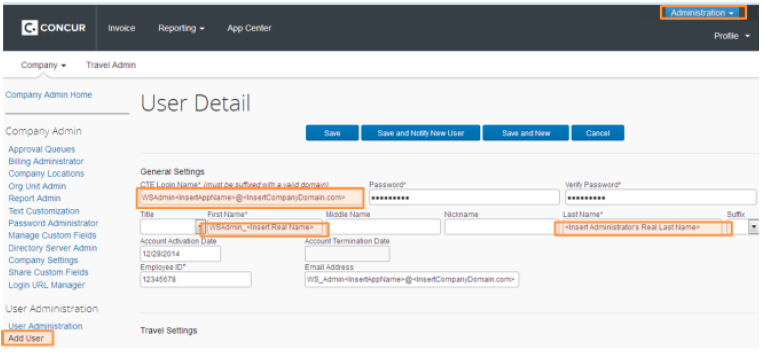 Administration
C. CONCUR Invoice Reporting App Center
Profile
Company Travel Admin
Company Admin Home
User Detail
Company Admin
Save Save and Notify New User Save and New Cancel
Approval Queues
Billing Administrator
Company Locations
Org Unit Admin
Report Admin
Text Customization
Password Administrator
Manage Custom Fields
Directory Server Admin
Company Settings
Share Custom Fields
Login URL Manager
User Administration
User Administration
Add User
General Settings
CTE Login Name* (must be suffixed with a valid domain) Password* Verify Password*
WSAdmin<InsertAppName>@<InsertCompanyDomain.com> ••••••••• •••••••••
Title First Name* Middle Name Nickname Last Name* Suffix
WSAdmin_<Insert Real Name> <Insert Administrator's Real Last Name>
Account Activation Date Account Termination Date
12/29/2014
Employee ID* Email Address
12345678 WS_Admin<InsertAppName>@<InsertCompanyDomain.com>
Travel Settings